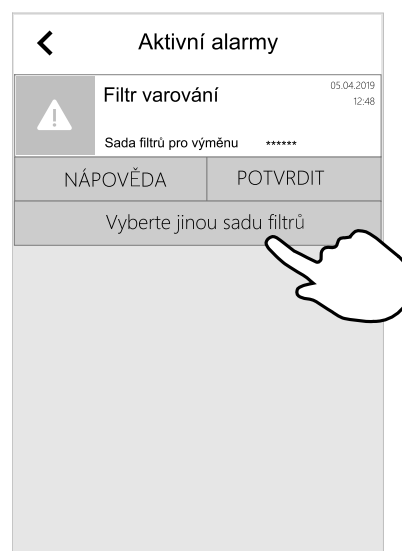 Aktivní alarmy
Filtr varování
05.04.2019
12:48
Sada filtrů pro výměnu ******
NÁPOVĚDA
POTVRDIT
Vyberte jinou sadu filtrů